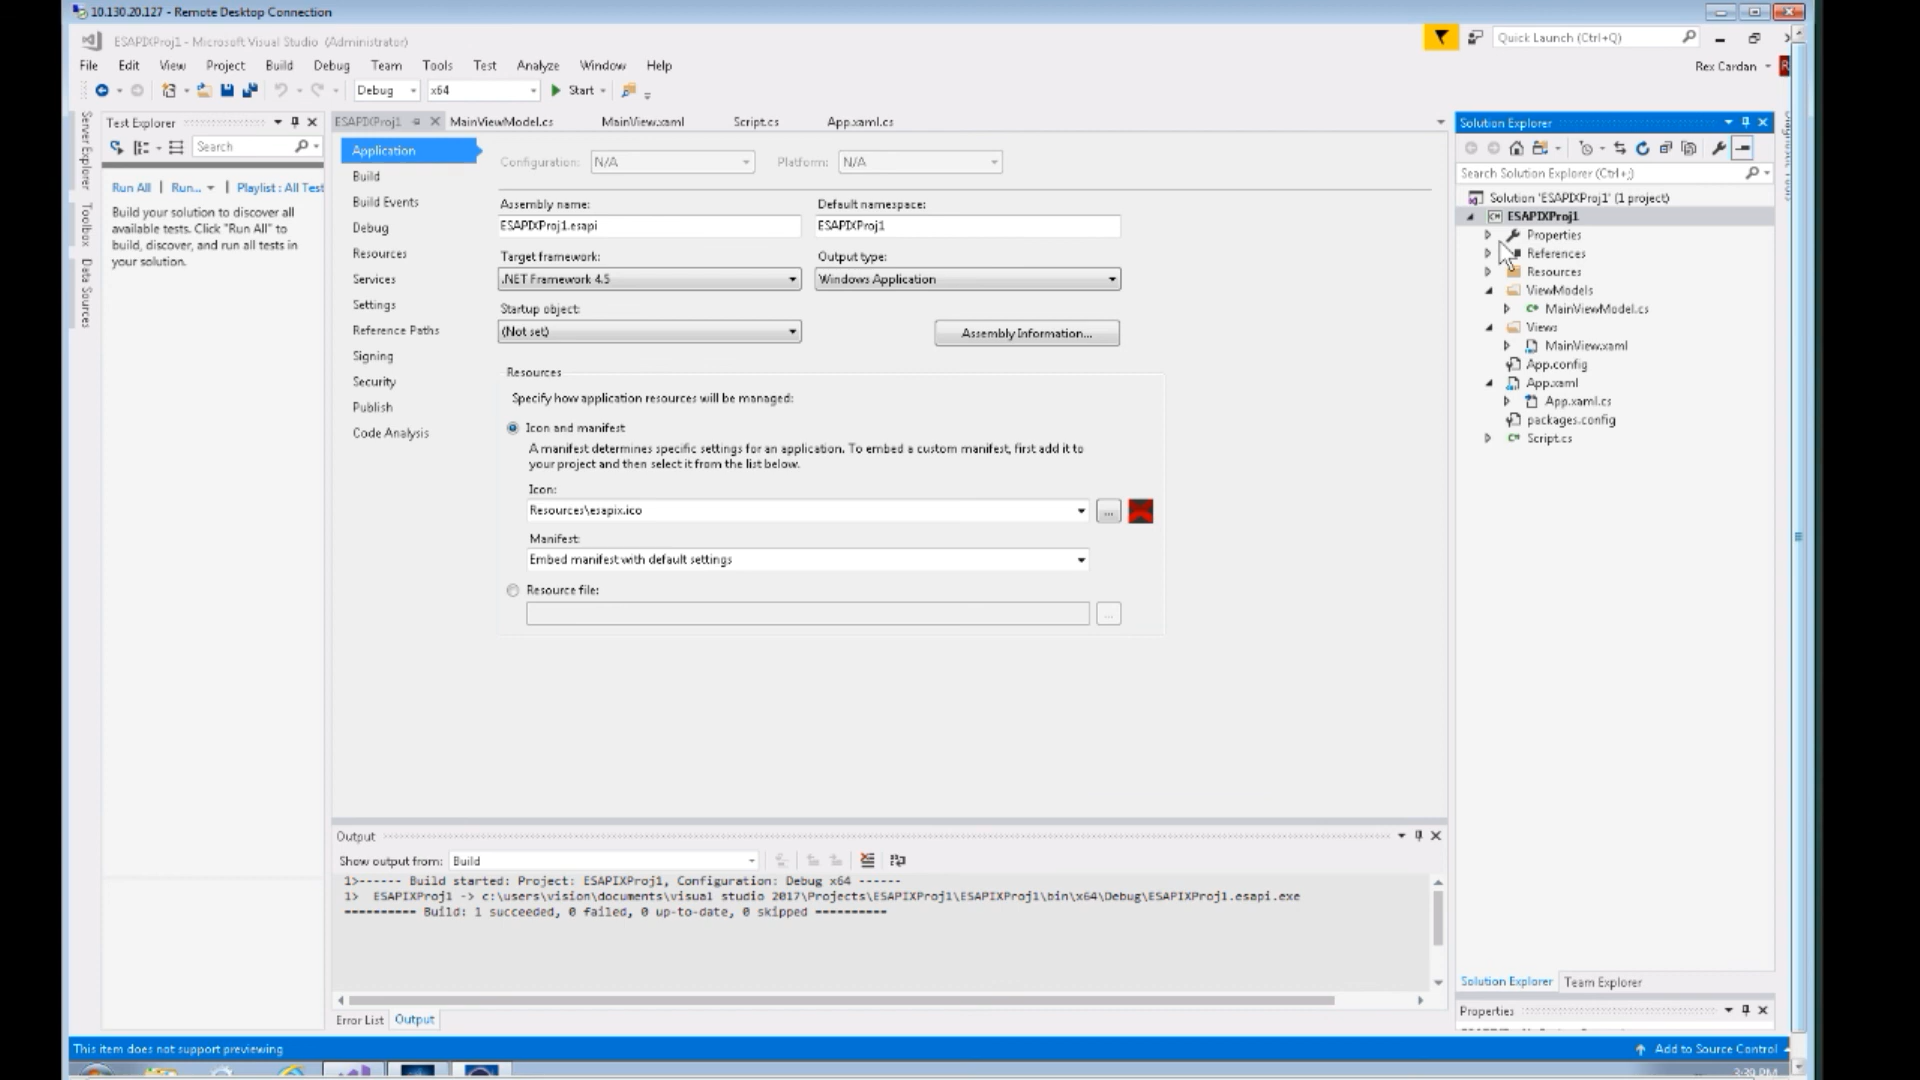 10.130.20.127 - Remote Desktop Connection
ESAPIXProj1 - Microsoft Visual Studio (Administrator)
Quick Launch (Ctrl+Q)
File Edit View Project Build Debug Team Tools Test Analyze Window Help
Rex Cardan
Debug x64 Start
Server Explorer
Toolbox
Data Sources
Test Explorer
Search
Run All | Run... | Playlist : All Test
Build your solution to discover all
available tests. Click "Run All" to
build, discover, and run all tests in
your solution.
ESAPIXProj1 MainViewModel.cs MainView.xaml Script.cs App.xaml.cs
Application
Build
Build Events
Debug
Resources
Services
Settings
Reference Paths
Signing
Security
Publish
Code Analysis
Configuration: N/A Platform: N/A
Assembly name: Default namespace:
ESAPIXProj1.esapi ESAPIXProj1
Target framework: Output type:
.NET Framework 4.5 Windows Application
Startup object:
(Not set) Assembly Information...
Resources
Specify how application resources will be managed:
Icon and manifest
A manifest determines specific settings for an application. To embed a custom manifest, first add it to
your project and then select it from the list below.
Icon:
Resources\esapix.ico ...
Manifest:
Embed manifest with default settings
Resource file:
...
Output
Show output from: Build
1>------ Build started: Project: ESAPIXProj1, Configuration: Debug x64 ------
1> ESAPIXProj1 -> c:\users\vision\documents\visual studio 2017\Projects\ESAPIXProj1\ESAPIXProj1\bin\x64\Debug\ESAPIXProj1.esapi.exe
========== Build: 1 succeeded, 0 failed, 0 up-to-date, 0 skipped ==========
Error List Output
Solution Explorer
Search Solution Explorer (Ctrl+;)
Solution 'ESAPIXProj1' (1 project)
ESAPIXProj1
Properties
References
Resources
ViewModels
MainViewModel.cs
Views
MainView.xaml
App.config
App.xaml
App.xaml.cs
packages.config
Script.cs
Solution Explorer Team Explorer
Properties
This item does not support previewing
Add to Source Control
3:39 PM